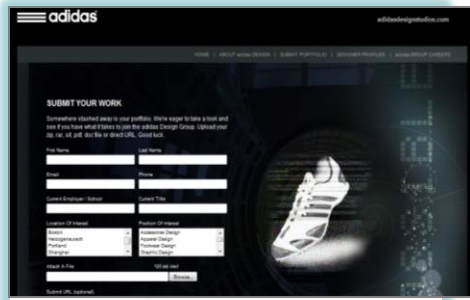 adidas
adidasdesignstudios.com
HOME | ABOUT adidas DESIGN | SUBMIT PORTFOLIO | DESIGNER PROFILES | adidas GROUP CAREERS
SUBMIT YOUR WORK
Somewhere stashed away is your portfolio. We're eager to take a look and
see if you have what it takes to join the adidas Design Group. Upload your
zip, rar, sit, pdf, doc file or direct URL. Good luck.
First Name Last Name
Email Phone
Current Employer / School Current Title
Location Of Interest Position Of Interest
Boston Accessories Design
Herzogenaurach Apparel Design
Portland Footwear Design
Shanghai Graphic Design
Attach A File
Browse...
Submit URL (optional)